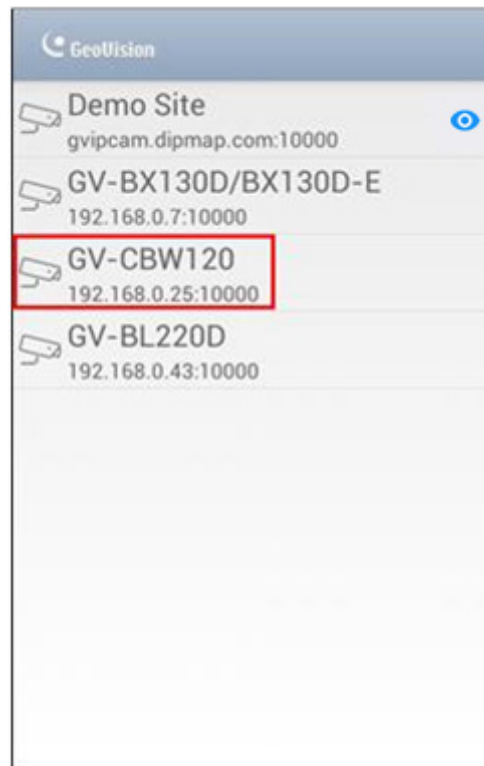 GeoVision
Demo Site
gvipcam.dipmap.com:10000
GV-BX130D/BX130D-E
192.168.0.7:10000
GV-CBW120
192.168.0.25:10000
GV-BL220D
192.168.0.43:10000